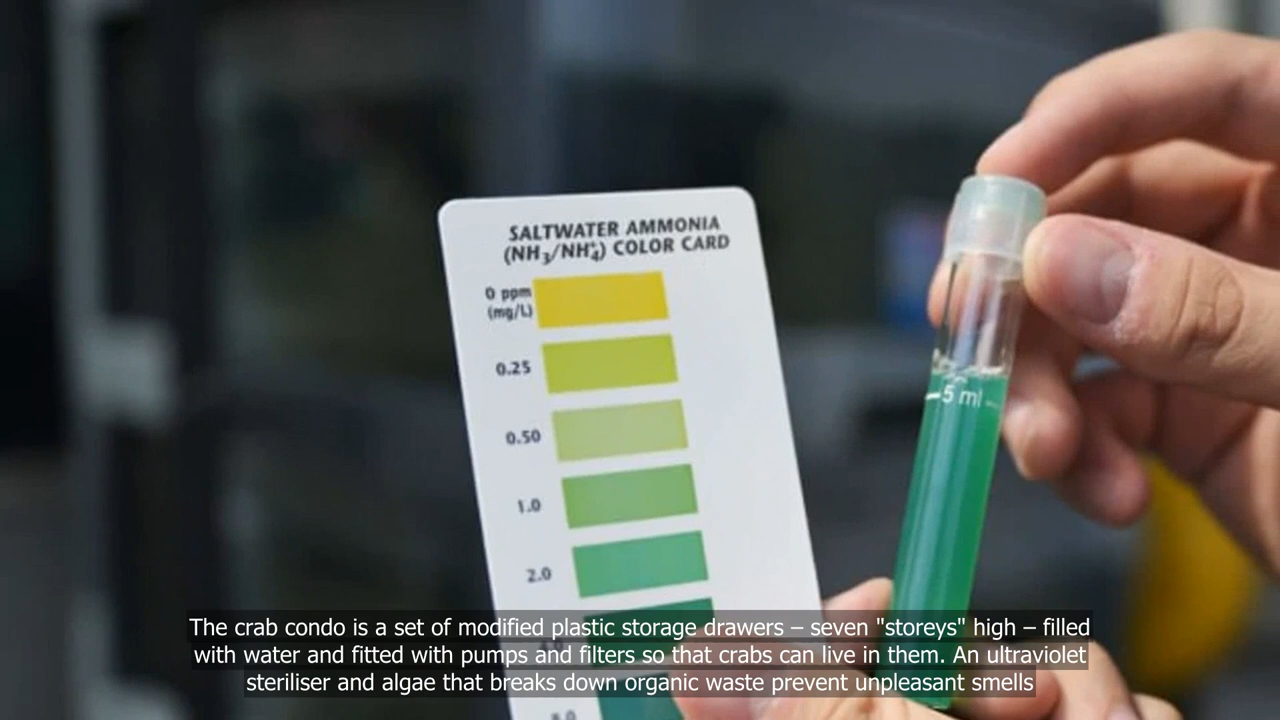 SALTWATER AMMONIA
(NH3/NH4+) COLOR CARD
0 ppm
(mg/L)
0.25
0.50
1.0
2.0
8.0
5 ml
The crab condo is a set of modified plastic storage drawers – seven "storeys" high – filled
with water and fitted with pumps and filters so that crabs can live in them. An ultraviolet
steriliser and algae that breaks down organic waste prevent unpleasant smells